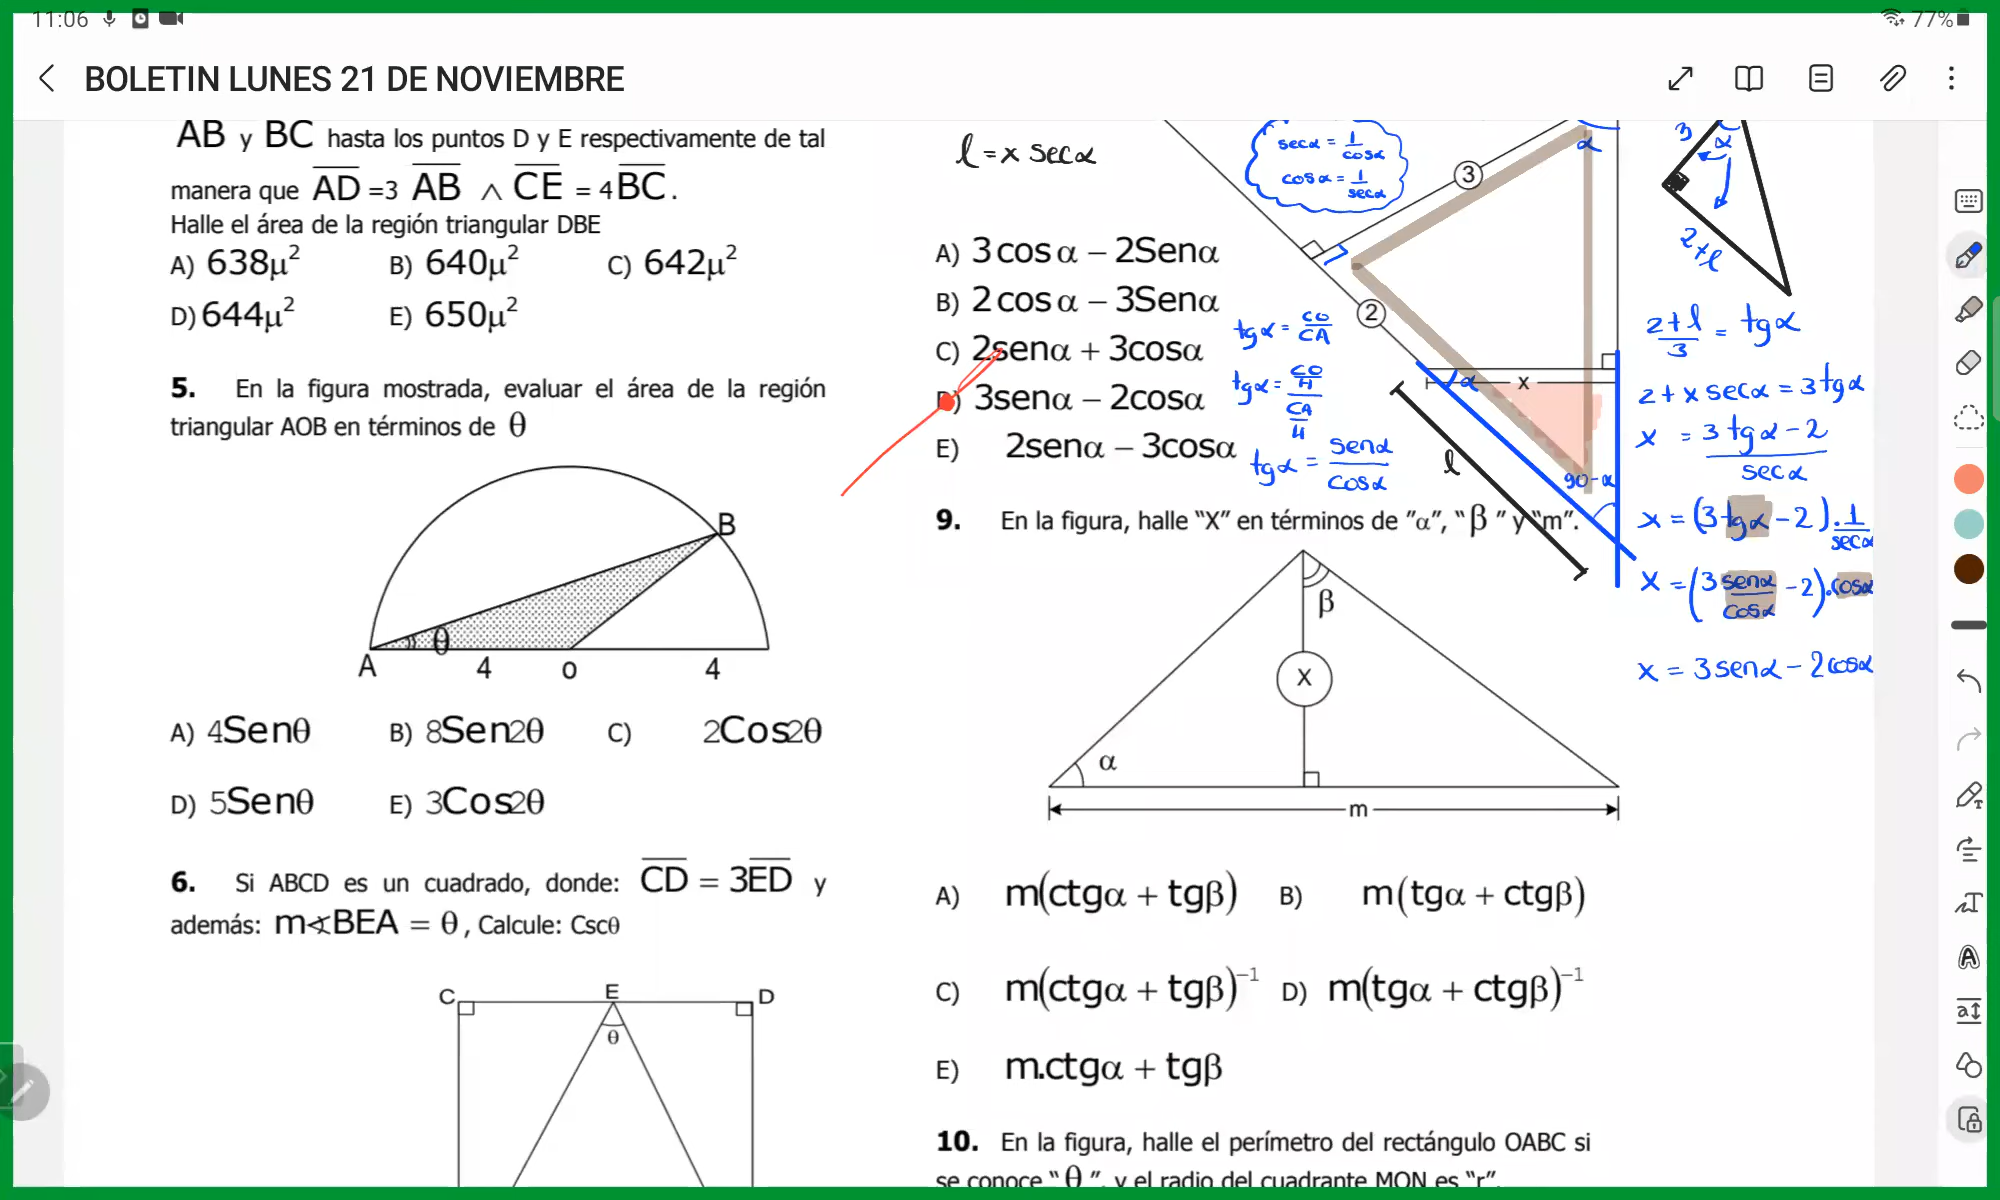 11:06
77%
BOLETIN LUNES 21 DE NOVIEMBRE
AB y BC hasta los puntos D y E respectivamente de tal
manera que AD =3 AB ∧ CE = 4BC.
Halle el área de la región triangular DBE
A) 638μ² B) 640μ² C) 642μ²
D) 644μ² E) 650μ²
5. En la figura mostrada, evaluar el área de la región
triangular AOB en términos de θ
B
θ
A 4 o 4
A) 4Senθ B) 8Sen2θ C) 2Cos2θ
D) 5Senθ E) 3Cos2θ
6. Si ABCD es un cuadrado, donde: CD = 3ED y
además: m∢BEA = θ, Calcule: Cscθ
C E D
θ
l = x secα
secα = 1/cosα
cosα = 1/secα
3
α
2
x
α
l
90-α
A) 3cosα − 2Senα
B) 2cosα − 3Senα
C) 2senα + 3cosα
D) 3senα − 2cosα
E) 2senα − 3cosα
tgα = CO/CA
tgα = (CO/H)/(CA/H)
tgα = senα/cosα
3
α
2+l
(2+l)/3 = tgα
2 + x secα = 3tgα
x = (3tgα-2)/secα
x = (3tgα-2).1/secα
x = (3senα/cosα -2).cosα
x = 3senα - 2cosα
9. En la figura, halle “X” en términos de ”α”, “β” y “m”.
β
X
α
m
A) m(ctgα + tgβ) B) m(tgα + ctgβ)
C) m(ctgα + tgβ)⁻¹ D) m(tgα + ctgβ)⁻¹
E) m.ctgα + tgβ
10. En la figura, halle el perímetro del rectángulo OABC si
se conoce “θ”, y el radio del cuadrante MON es “r”.